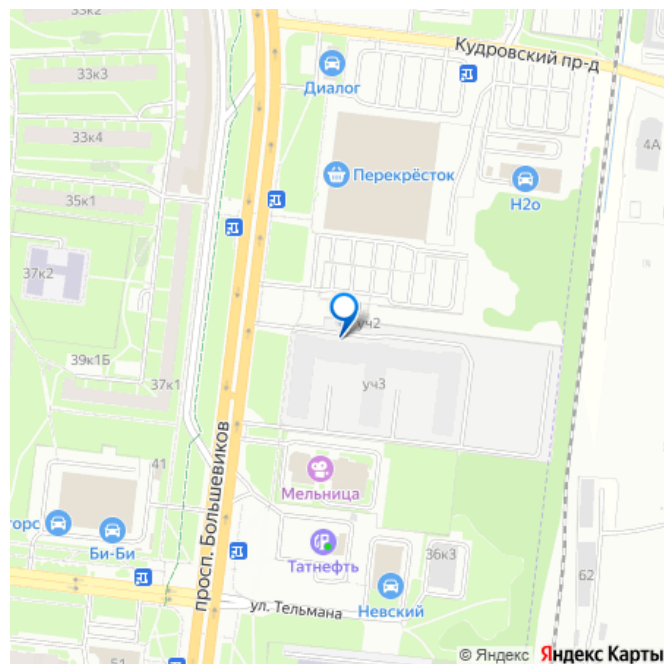 33к2
Кудровский пр-д
33к3
Диалог
33к4
4А
Перекрёсток
Н2о
35к1
37к2
уч2
39к1Б
37к1
уч3
просп. Большевиков
41
Мельница
горс
Би-Би
Татнефть
36к3
62
Невский
ул. Тельмана
51
© Яндекс Яндекс Карты